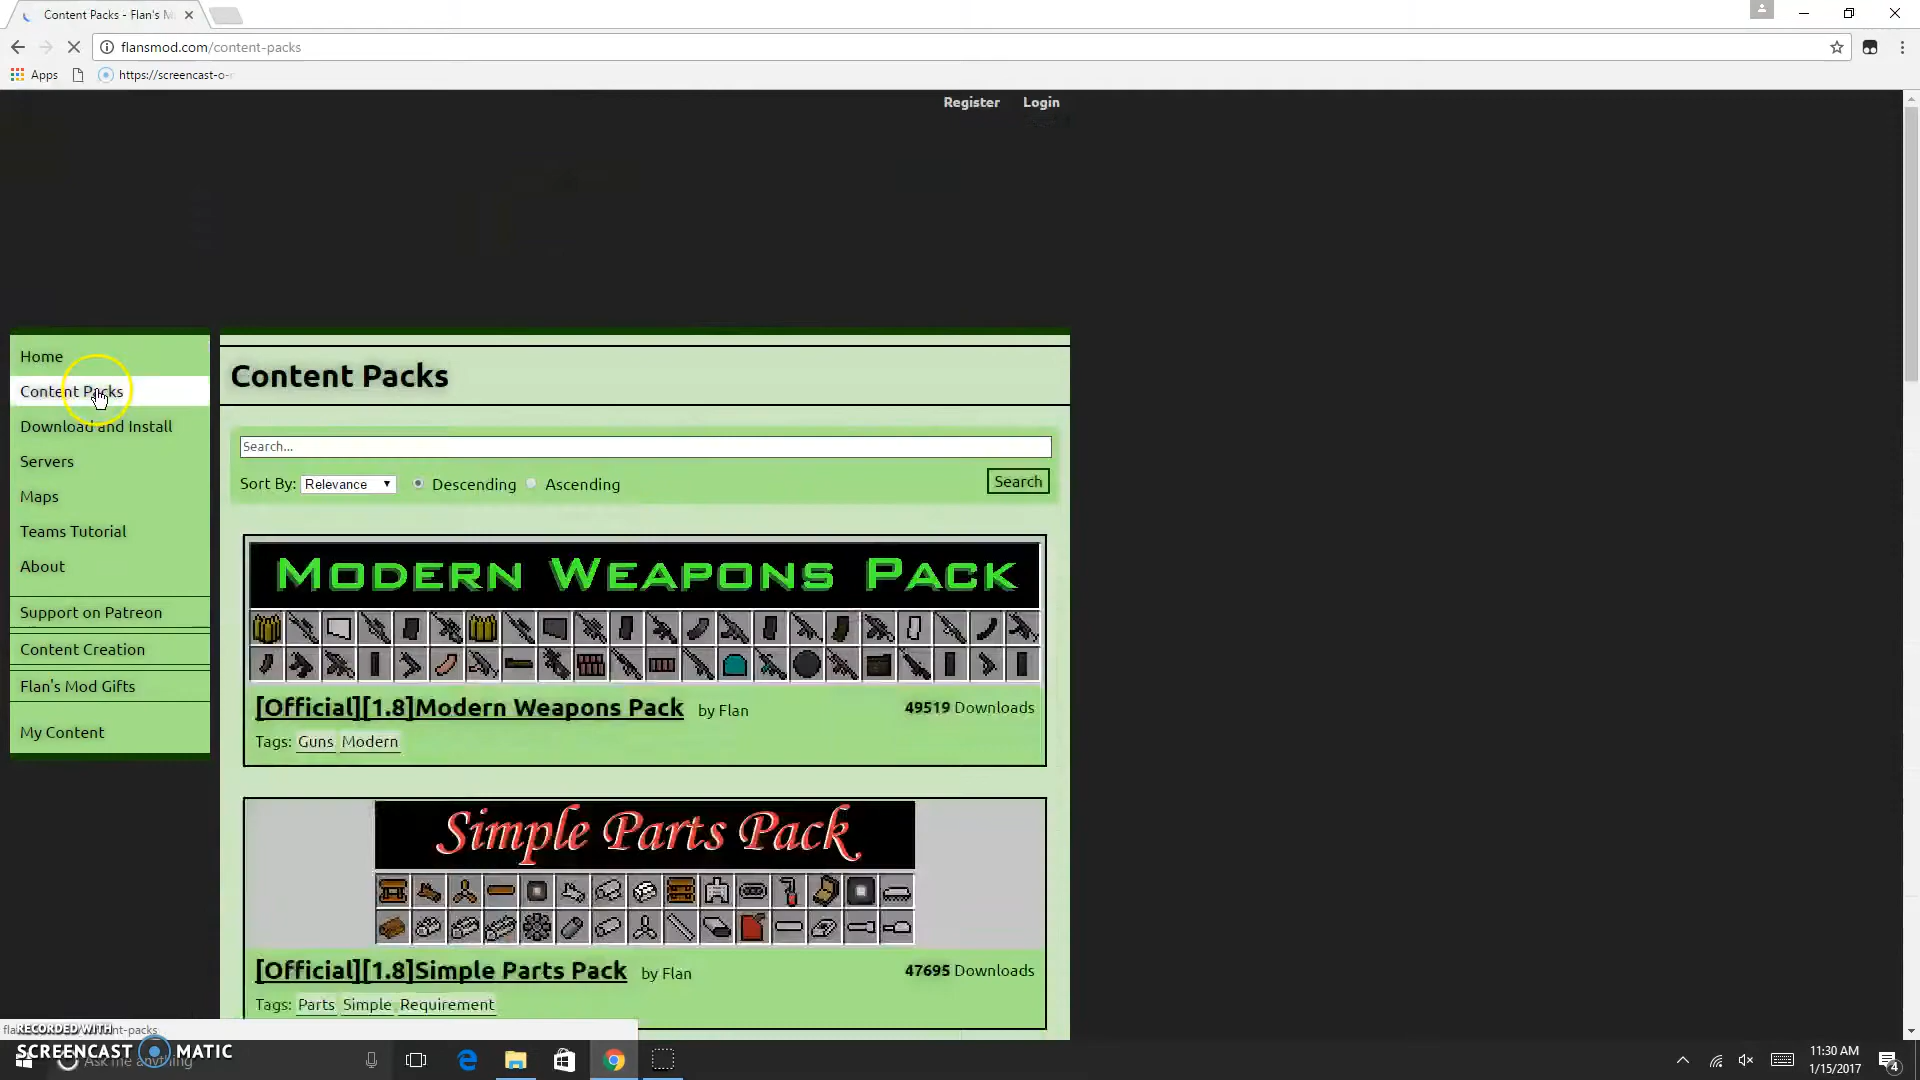 Content Packs - Flan's M
flansmod.com/content-packs
Apps
https://screencast-o-
Register Login
Home
Content Packs
Download and Install
Servers
Maps
Teams Tutorial
About
Support on Patreon
Content Creation
Flan's Mod Gifts
My Content
Content Packs
Search...
Sort By: Relevance Descending Ascending Search
MODERN WEAPONS PACK
[Official][1.8]Modern Weapons Pack by Flan 49519 Downloads
Tags: Guns Modern
Simple Parts Pack
[Official][1.8]Simple Parts Pack by Flan 47695 Downloads
Tags: Parts Simple Requirement
RECORDED WITH
SCREENCAST MATIC
Ask me anything
11:30 AM
1/15/2017
4